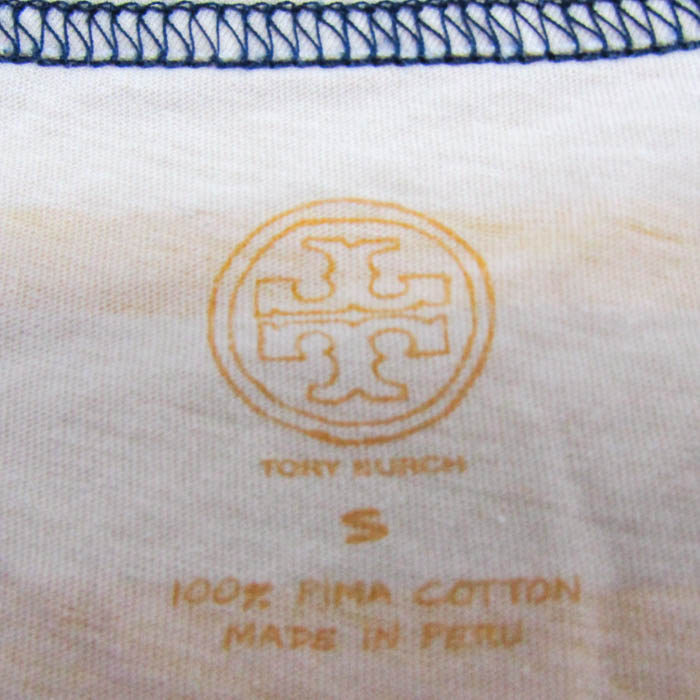 TORY BURCH
S
100% PIMA COTTON
MADE IN PERU